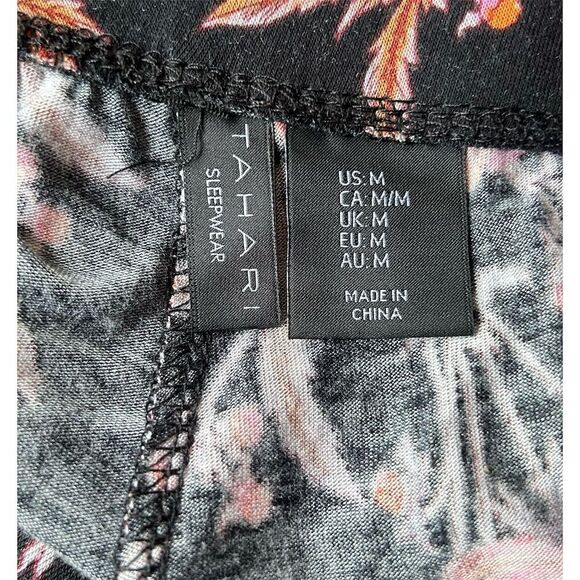 TAHARI
SLEEPWEAR
US: M
CA: M/M
UK: M
EU: M
AU: M
MADE IN
CHINA